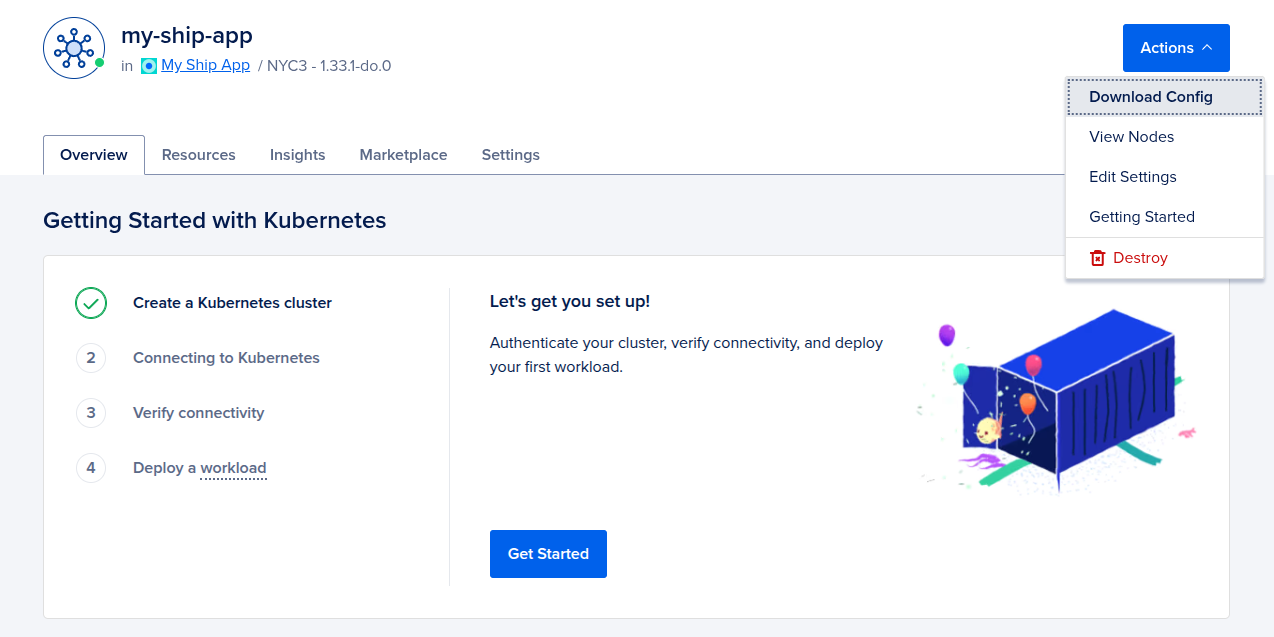 my-ship-app
in My Ship App / NYC3 - 1.33.1-do.0
Actions
Download Config
View Nodes
Edit Settings
Getting Started
Destroy
Overview
Resources
Insights
Marketplace
Settings
Getting Started with Kubernetes
Create a Kubernetes cluster
2 Connecting to Kubernetes
3 Verify connectivity
4 Deploy a workload
Let's get you set up!
Authenticate your cluster, verify connectivity, and deploy
your first workload.
Get Started